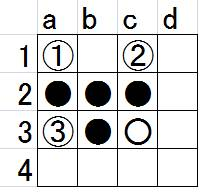 a b c d
1 ① ②
2 ● ● ●
3 ③ ● ○
4